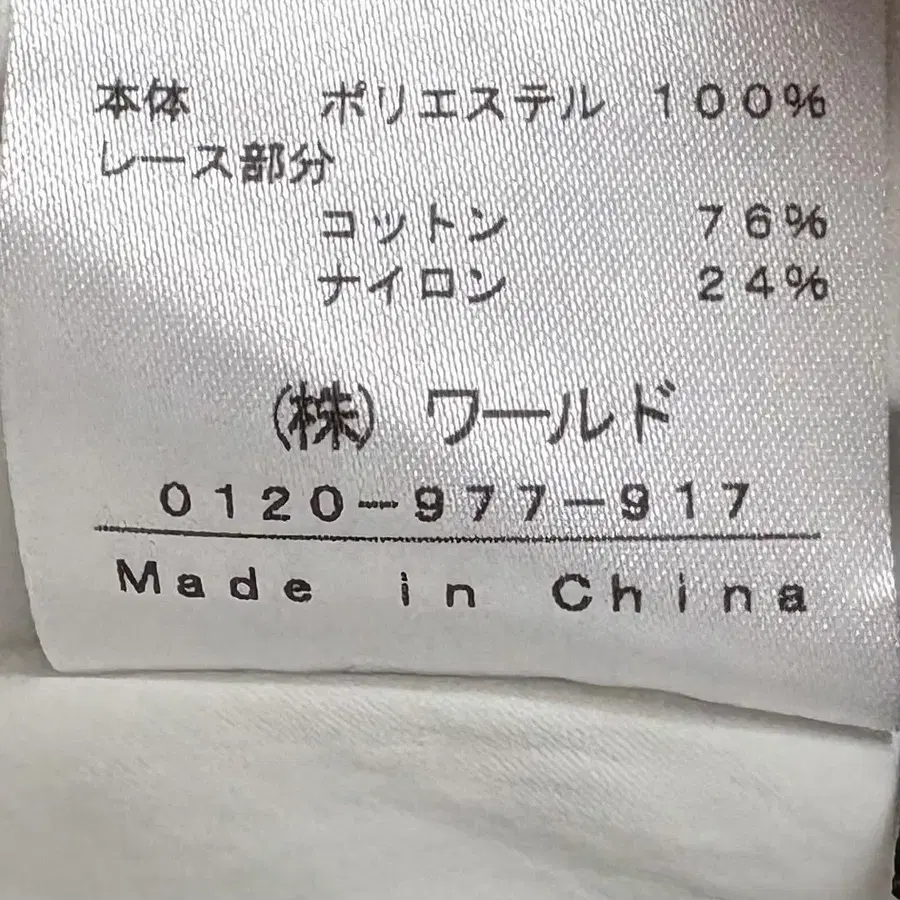 本体 ポリエステル 100%
レース部分
コットン 76%
ナイロン 24%
(株) ワールド
0120-977-917
Made in China